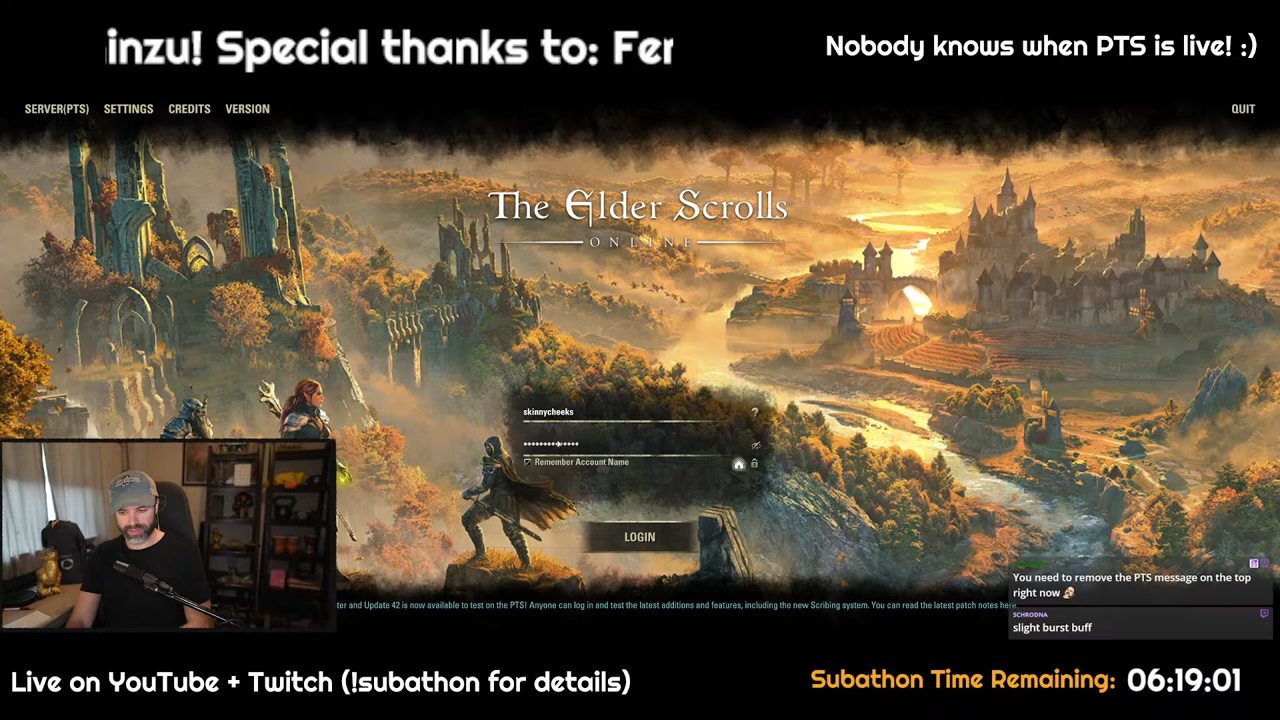 inzu! Special thanks to: Fer
Nobody knows when PTS is live! :)
SERVER(PTS) SETTINGS CREDITS VERSION
QUIT
The Elder Scrolls
ONLINE
skinnycheeks
?
Remember Account Name
LOGIN
You need to remove the PTS message on the top
right now
ter and Update 42 is now available to test on the PTS! Anyone can log in and test the latest additions and features, including the new Scribing system. You can read the latest patch notes here
SCHRODNA
slight burst buff
Live on YouTube + Twitch (!subathon for details)
Subathon Time Remaining: 06:19:01